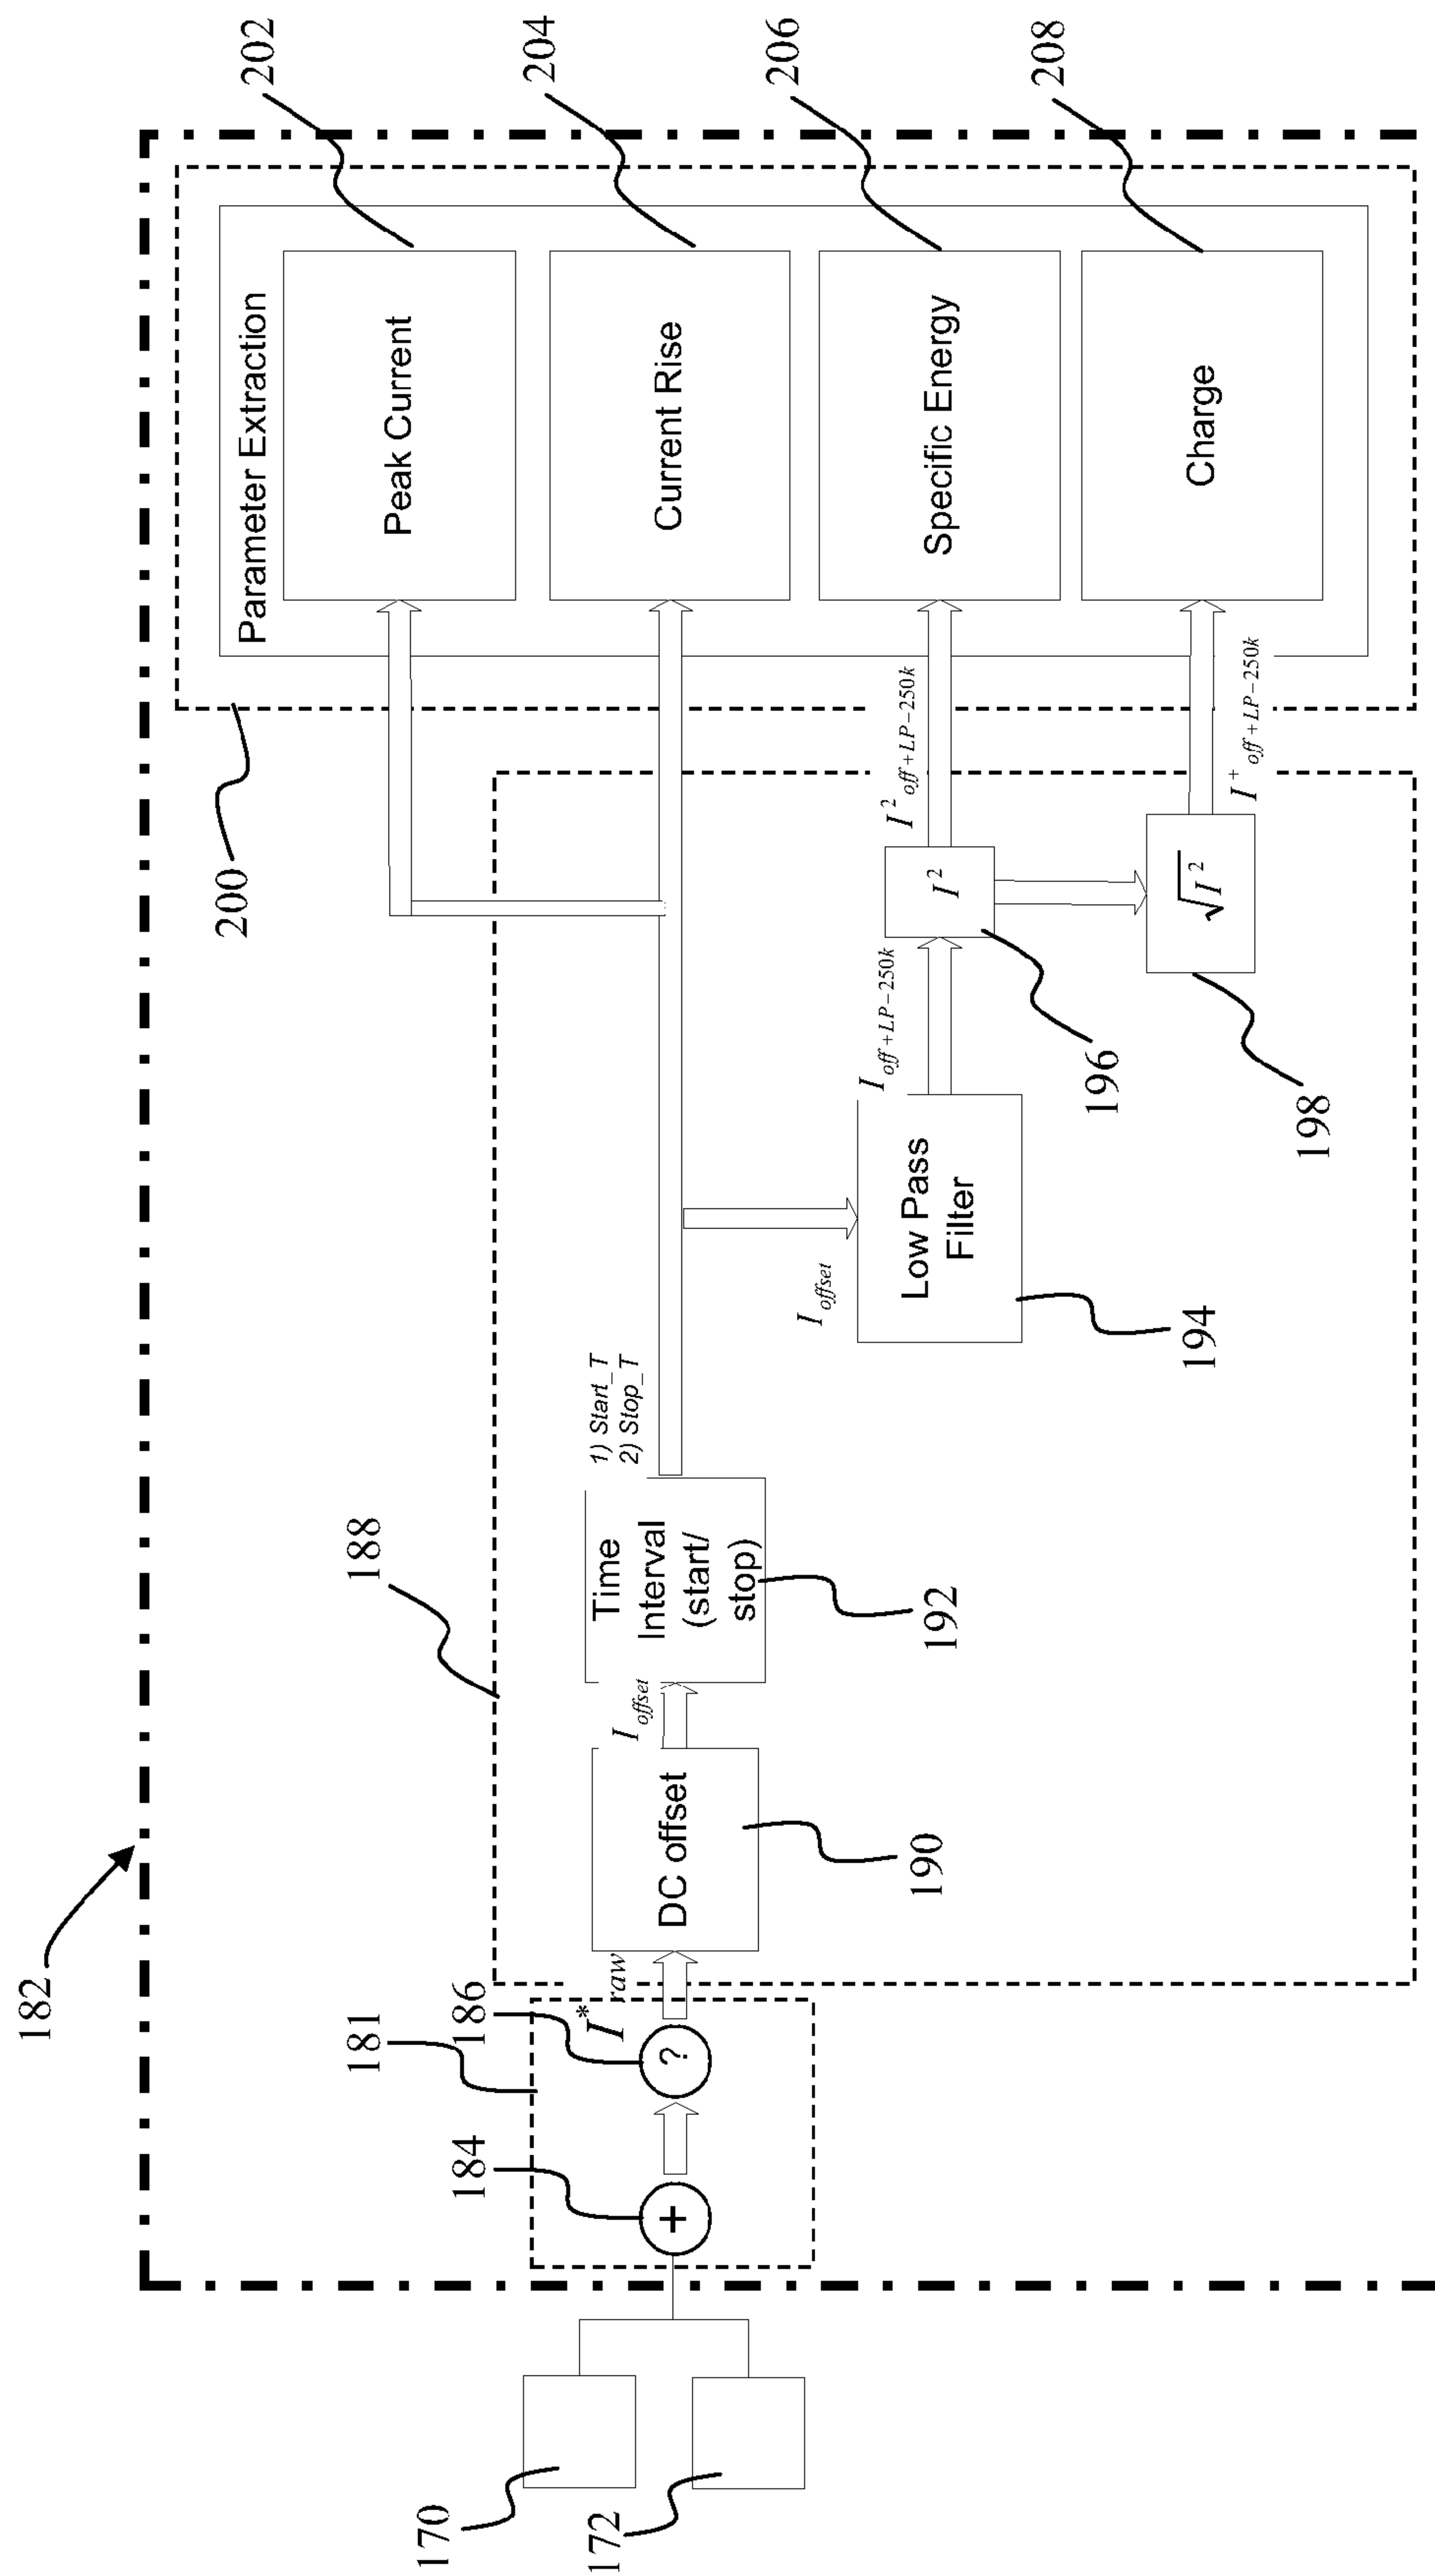 182
200
Parameter Extraction
Peak Current
202
Current Rise
204
Specific Energy
206
Charge
208
188
181
184
186
+
?
I*raw
DC offset
190
Ioffset
Time
Interval
(start/
stop)
192
1) Start_T
2) Stop_T
Ioffset
Low Pass
Filter
194
Ioff+LP−250k
I²
196
I²off+LP−250k
√I²
198
I⁺off+LP−250k
170
172